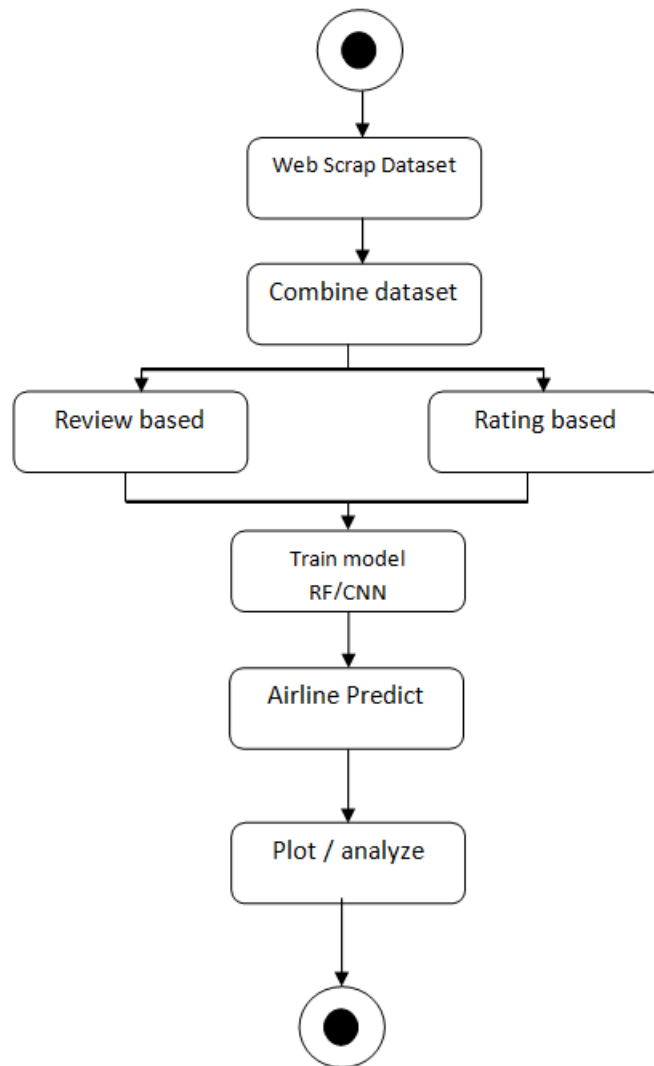 Web Scrap Dataset
Combine dataset
Review based
Rating based
Train model
RF/CNN
Airline Predict
Plot / analyze